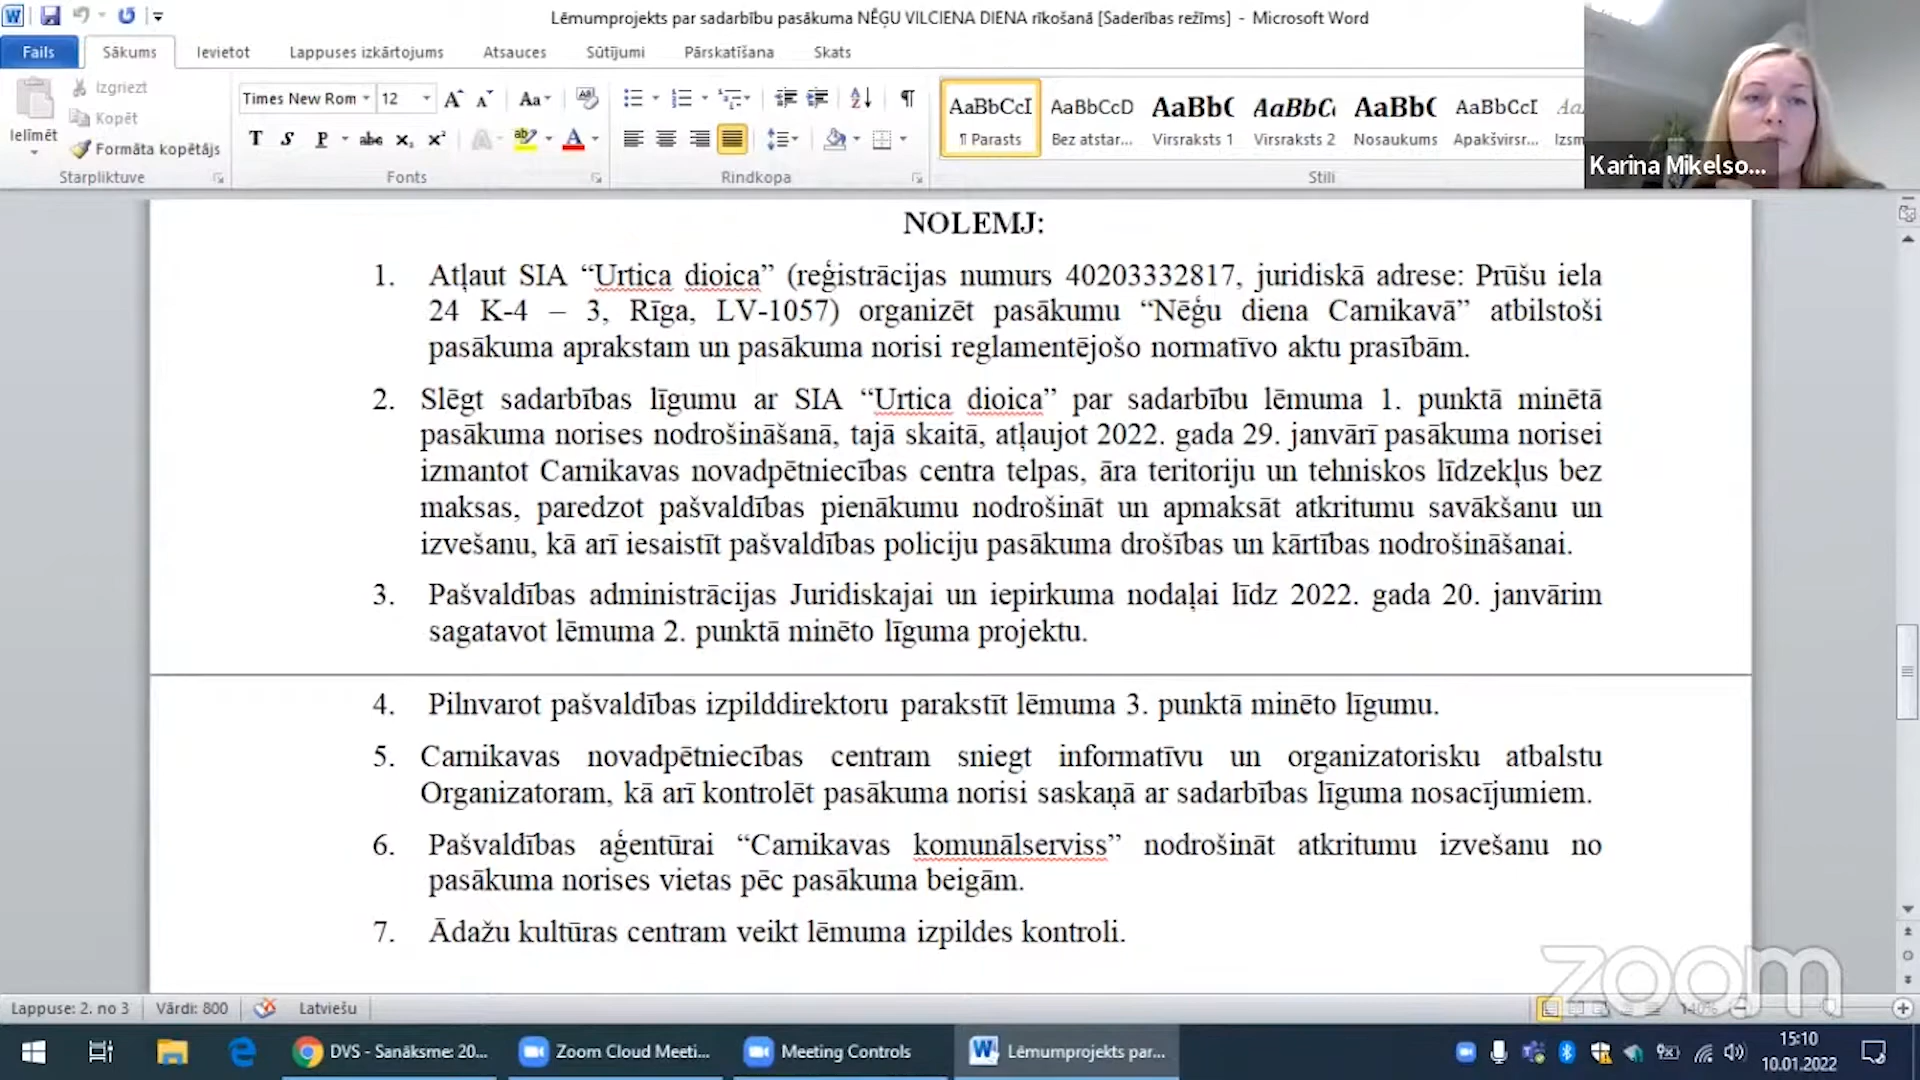 Lēmumprojekts par sadarbību pasākuma NĒĢU VILCIENA DIENA rīkošanā [Saderības režīms] - Microsoft Word
Fails Sākums Ievietot Lappuses izkārtojums Atsauces Sūtījumi Pārskatīšana Skats
Ielīmēt
Izgriezt
Kopēt
Formāta kopētājs
Times New Rom 12
AaBbCcI AaBbCcD AaBb( AaBbCı AaBb( AaBbCcI
¶ Parasts Bez atstar... Virsraksts 1 Virsraksts 2 Nosaukums Apakšvirsr...
Starpliktuve Fonts Rindkopa Stili
Karina Mikelso...
NOLEMJ:
1. Atļaut SIA “Urtica dioica” (reģistrācijas numurs 40203332817, juridiskā adrese: Prūšu iela
24 K-4 – 3, Rīga, LV-1057) organizēt pasākumu “Nēģu diena Carnikavā” atbilstoši
pasākuma aprakstam un pasākuma norisi reglamentējošo normatīvo aktu prasībām.
2. Slēgt sadarbības līgumu ar SIA “Urtica dioica” par sadarbību lēmuma 1. punktā minētā
pasākuma norises nodrošināšanā, tajā skaitā, atļaujot 2022. gada 29. janvārī pasākuma norisei
izmantot Carnikavas novadpētniecības centra telpas, āra teritoriju un tehniskos līdzekļus bez
maksas, paredzot pašvaldības pienākumu nodrošināt un apmaksāt atkritumu savākšanu un
izvešanu, kā arī iesaistīt pašvaldības policiju pasākuma drošības un kārtības nodrošināšanai.
3. Pašvaldības administrācijas Juridiskajai un iepirkuma nodaļai līdz 2022. gada 20. janvārim
sagatavot lēmuma 2. punktā minēto līguma projektu.
4. Pilnvarot pašvaldības izpilddirektoru parakstīt lēmuma 3. punktā minēto līgumu.
5. Carnikavas novadpētniecības centram sniegt informatīvu un organizatorisku atbalstu
Organizatoram, kā arī kontrolēt pasākuma norisi saskaņā ar sadarbības līguma nosacījumiem.
6. Pašvaldības aģentūrai “Carnikavas komunālserviss” nodrošināt atkritumu izvešanu no
pasākuma norises vietas pēc pasākuma beigām.
7. Ādažu kultūras centram veikt lēmuma izpildes kontroli.
zoom
Lappuse: 2. no 3 Vārdi: 800 Latviešu 140%
DVS - Sanāksme: 20... Zoom Cloud Meeti... Meeting Controls Lēmumprojekts par...
15:10
10.01.2022